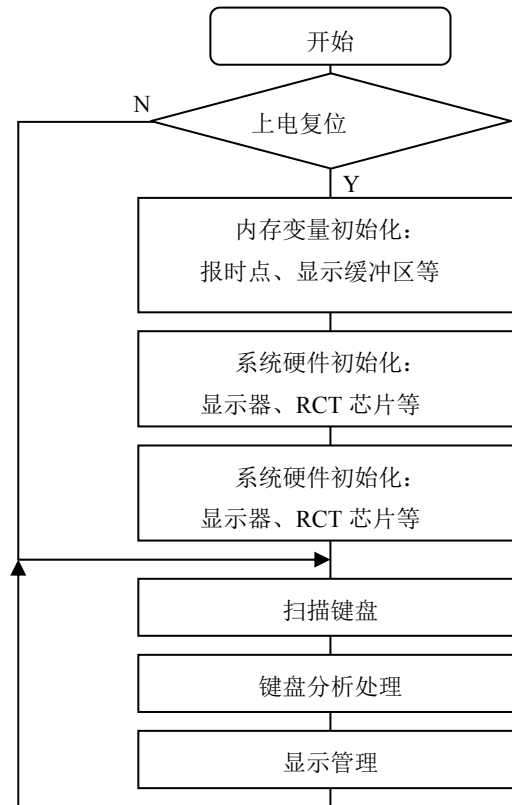 开始
N
上电复位
Y
内存变量初始化：
报时点、显示缓冲区等
系统硬件初始化：
显示器、RCT 芯片等
系统硬件初始化：
显示器、RCT 芯片等
扫描键盘
键盘分析处理
显示管理